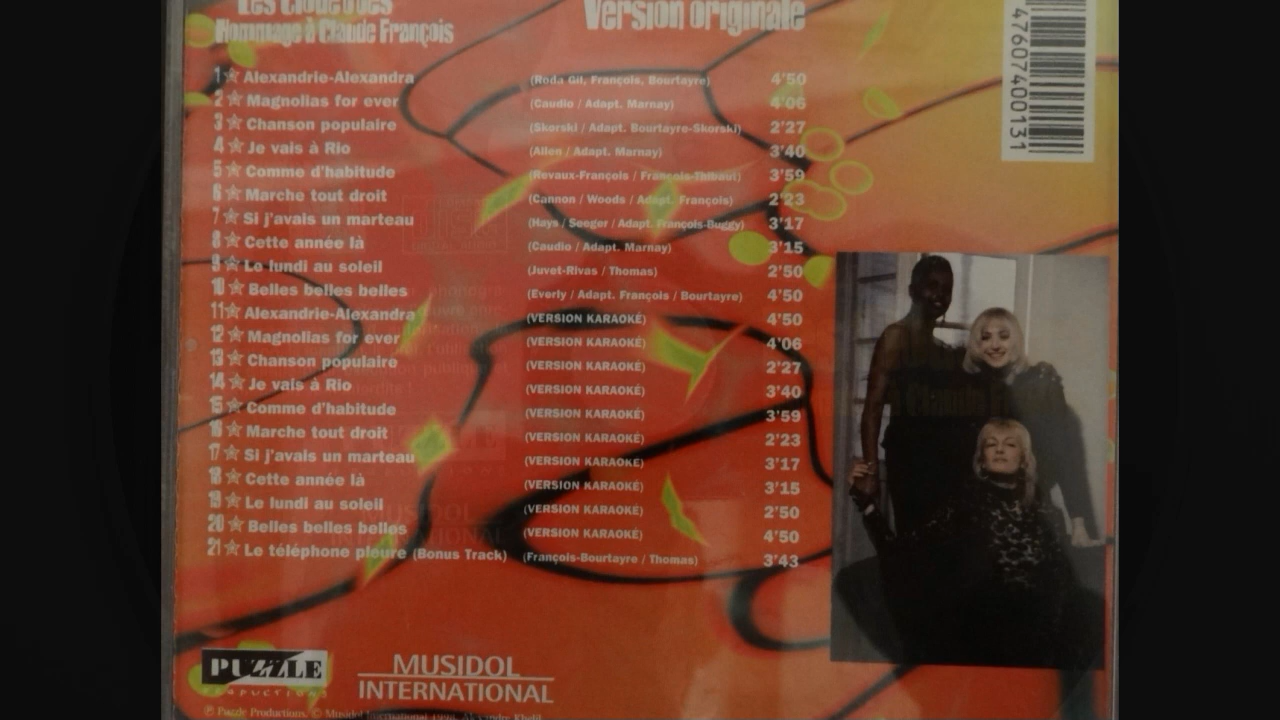 Les Clodettes
Hommage à Claude François
Version originale
4760740 00131
1 Alexandrie-Alexandra (Roda Gil, François, Bourtayre) 4'50
2 Magnolias for ever (Caudio / Adapt. Marnay) 4'06
3 Chanson populaire (Skorski / Adapt. Bourtayre-Skorski) 2'27
4 Je vais à Rio (Allen / Adapt. Marnay) 3'40
5 Comme d'habitude (Revaux-François / François-Thibaut) 3'59
6 Marche tout droit (Cannon / Woods / Adapt. François) 2'23
7 Si j'avais un marteau (Hays / Seeger / Adapt. François-Buggy) 3'17
8 Cette année là (Caudio / Adapt. Marnay) 3'15
9 Le lundi au soleil (Juvet-Rivas / Thomas) 2'50
10 Belles belles belles (Everly / Adapt. François / Bourtayre) 4'50
11 Alexandrie-Alexandra (VERSION KARAOKÉ) 4'50
12 Magnolias for ever (VERSION KARAOKÉ) 4'06
13 Chanson populaire (VERSION KARAOKÉ) 2'27
14 Je vais à Rio (VERSION KARAOKÉ) 3'40
15 Comme d'habitude (VERSION KARAOKÉ) 3'59
16 Marche tout droit (VERSION KARAOKÉ) 2'23
17 Si j'avais un marteau (VERSION KARAOKÉ) 3'17
18 Cette année là (VERSION KARAOKÉ) 3'15
19 Le lundi au soleil (VERSION KARAOKÉ) 2'50
20 Belles belles belles (VERSION KARAOKÉ) 4'50
21 Le téléphone pleure (Bonus Track) (François-Bourtayre / Thomas) 3'43
PUZZLE
PRODUCTIONS
MUSIDOL
INTERNATIONAL
℗ Puzzle Productions. © Musidol International